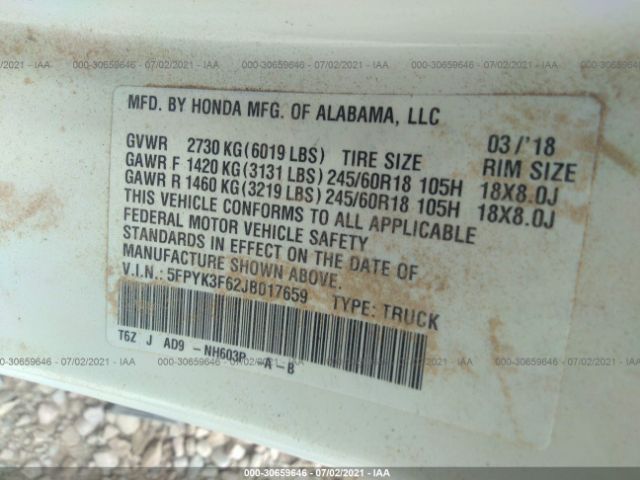 000-30659646 - 07/02/2021 - IAA
MFD. BY HONDA MFG. OF ALABAMA, LLC
03/'18
GVWR 2730 KG(6019 LBS) TIRE SIZE RIM SIZE
GAWR F 1420 KG(3131 LBS) 245/60R18 105H 18X8.0J
GAWR R 1460 KG(3219 LBS) 245/60R18 105H 18X8.0J
THIS VEHICLE CONFORMS TO ALL APPLICABLE
FEDERAL MOTOR VEHICLE SAFETY
STANDARDS IN EFFECT ON THE DATE OF
MANUFACTURE SHOWN ABOVE.
V.I.N.: 5FPYK3F62JB017659 TYPE: TRUCK
T6Z J AD9 - NH603P A - B
000-30659646 - 07/02/2021 - IAA